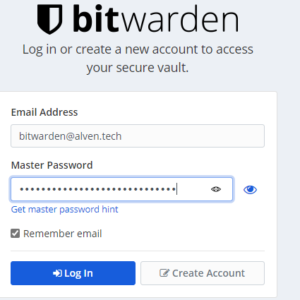 bitwarden
Log in or create a new account to access
your secure vault.
Email Address
bitwarden@alven.tech
Master Password
••••••••••••••••••••••••••••
Get master password hint
Remember email
Log In
Create Account